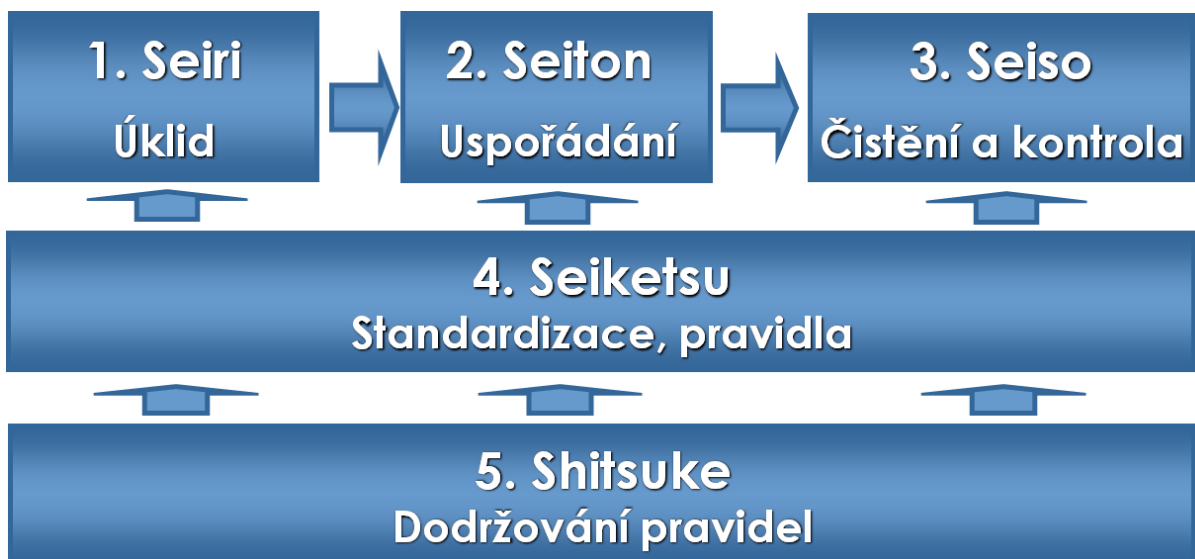 1. Seiri
Úklid
2. Seiton
Uspořádání
3. Seiso
Čistění a kontrola
4. Seiketsu
Standardizace, pravidla
5. Shitsuke
Dodržování pravidel